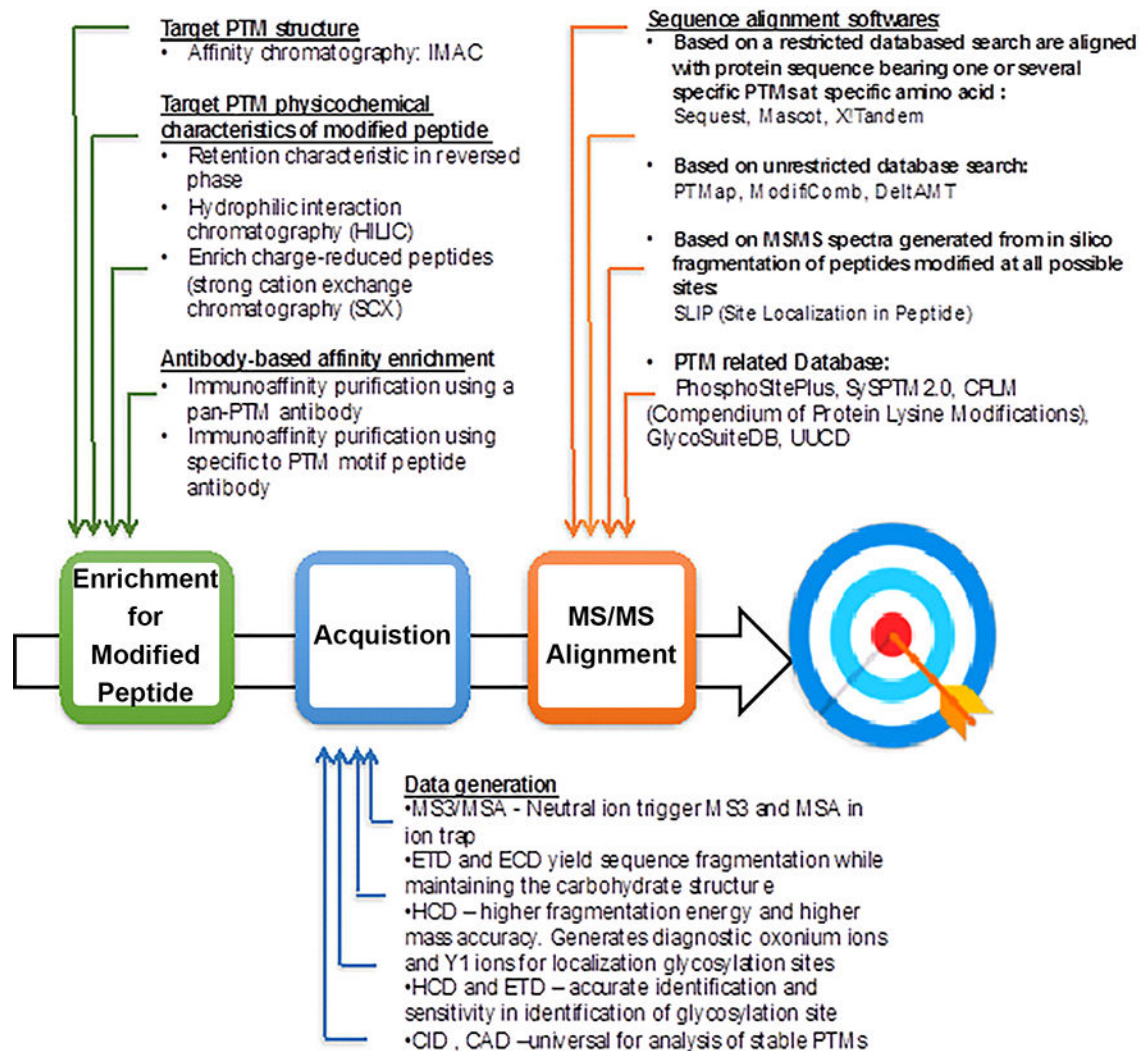 Target PTM structure
• Affinity chromatography: IMAC
Target PTM physicochemical
characteristics of modified peptide
• Retention characteristic in reversed
phase
• Hydrophilic interaction
chromatography (HILIC)
• Enrich charge-reduced peptides
(strong cation exchange
chromatography (SCX)
Antibody-based affinity enrichment
• Immunoaffinity purification using a
pan-PTM antibody
• Immunoaffinity purification using
specific to PTM motif peptide
antibody
Sequence alignment softwares:
• Based on a restricted databased search are aligned
with protein sequence bearing one or several
specific PTMs at specific amino acid :
Sequest, Mascot, X!Tandem
• Based on unrestricted database search:
PTMap, ModifiComb, DeltAMT
• Based on MSMS spectra generated from in silico
fragmentation of peptides modified at all possible
sites:
SLIP (Site Localization in Peptide)
• PTM related Database:
PhosphoSitePlus, SySPTM2.0, CPLM
(Compendium of Protein Lysine Modifications),
GlycoSuiteDB, UUCD
Enrichment
for
Modified
Peptide
Acquistion
MS/MS
Alignment
Data generation
•MS3/MSA - Neutral ion trigger MS3 and MSA in
ion trap
•ETD and ECD yield sequence fragmentation while
maintaining the carbohydrate structure
•HCD – higher fragmentation energy and higher
mass accuracy. Generates diagnostic oxonium ions
and Y1 ions for localization glycosylation sites
•HCD and ETD – accurate identification and
sensitivity in identification of glycosylation site
•CID , CAD –universal for analysis of stable PTMs